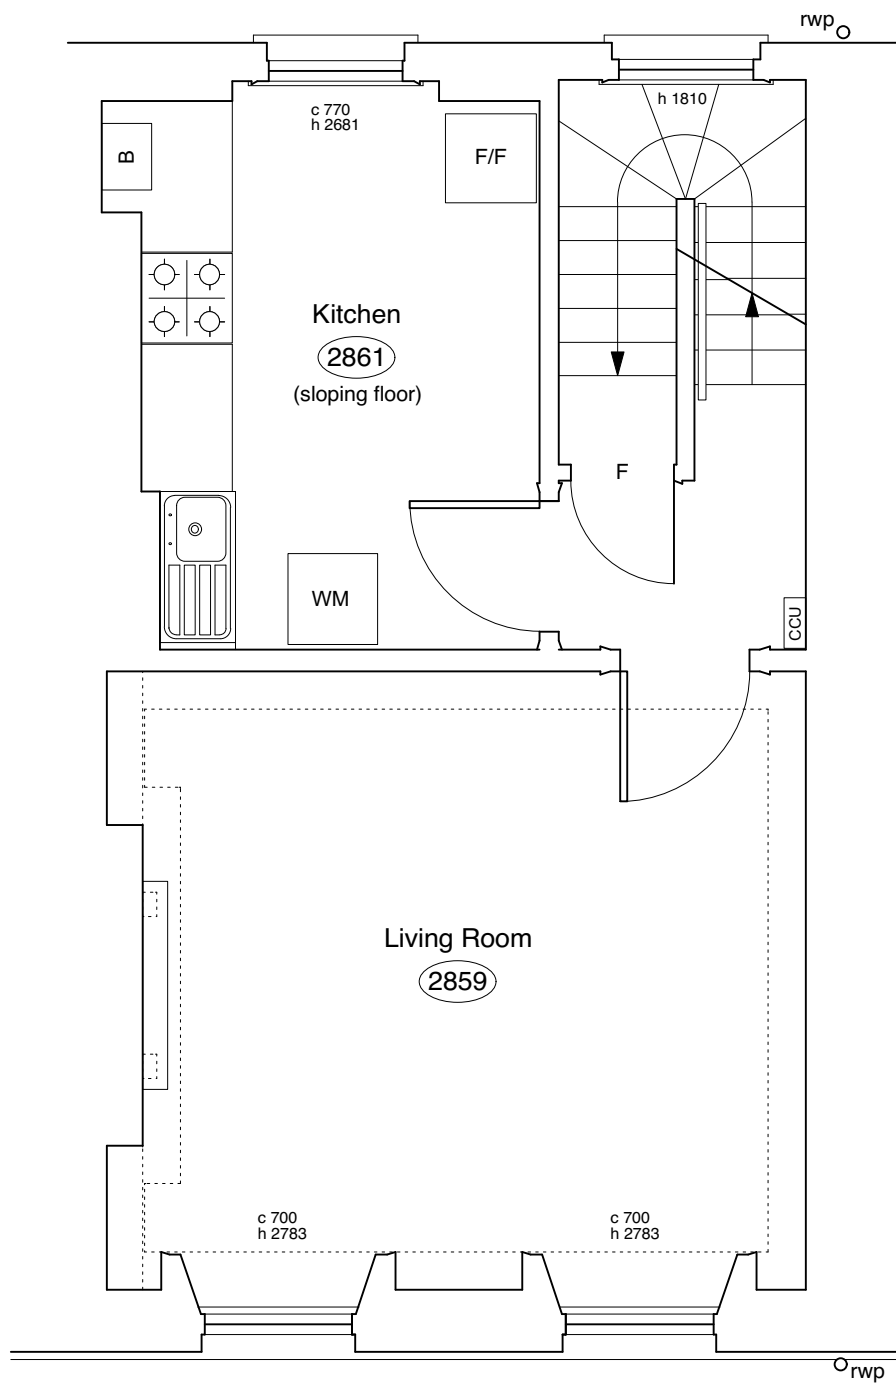 rwp
c 770
h 2681
h 1810
B
F/F
Kitchen
2861
(sloping floor)
F
WM
CCU
Living Room
2859
c 700
h 2783
c 700
h 2783
rwp